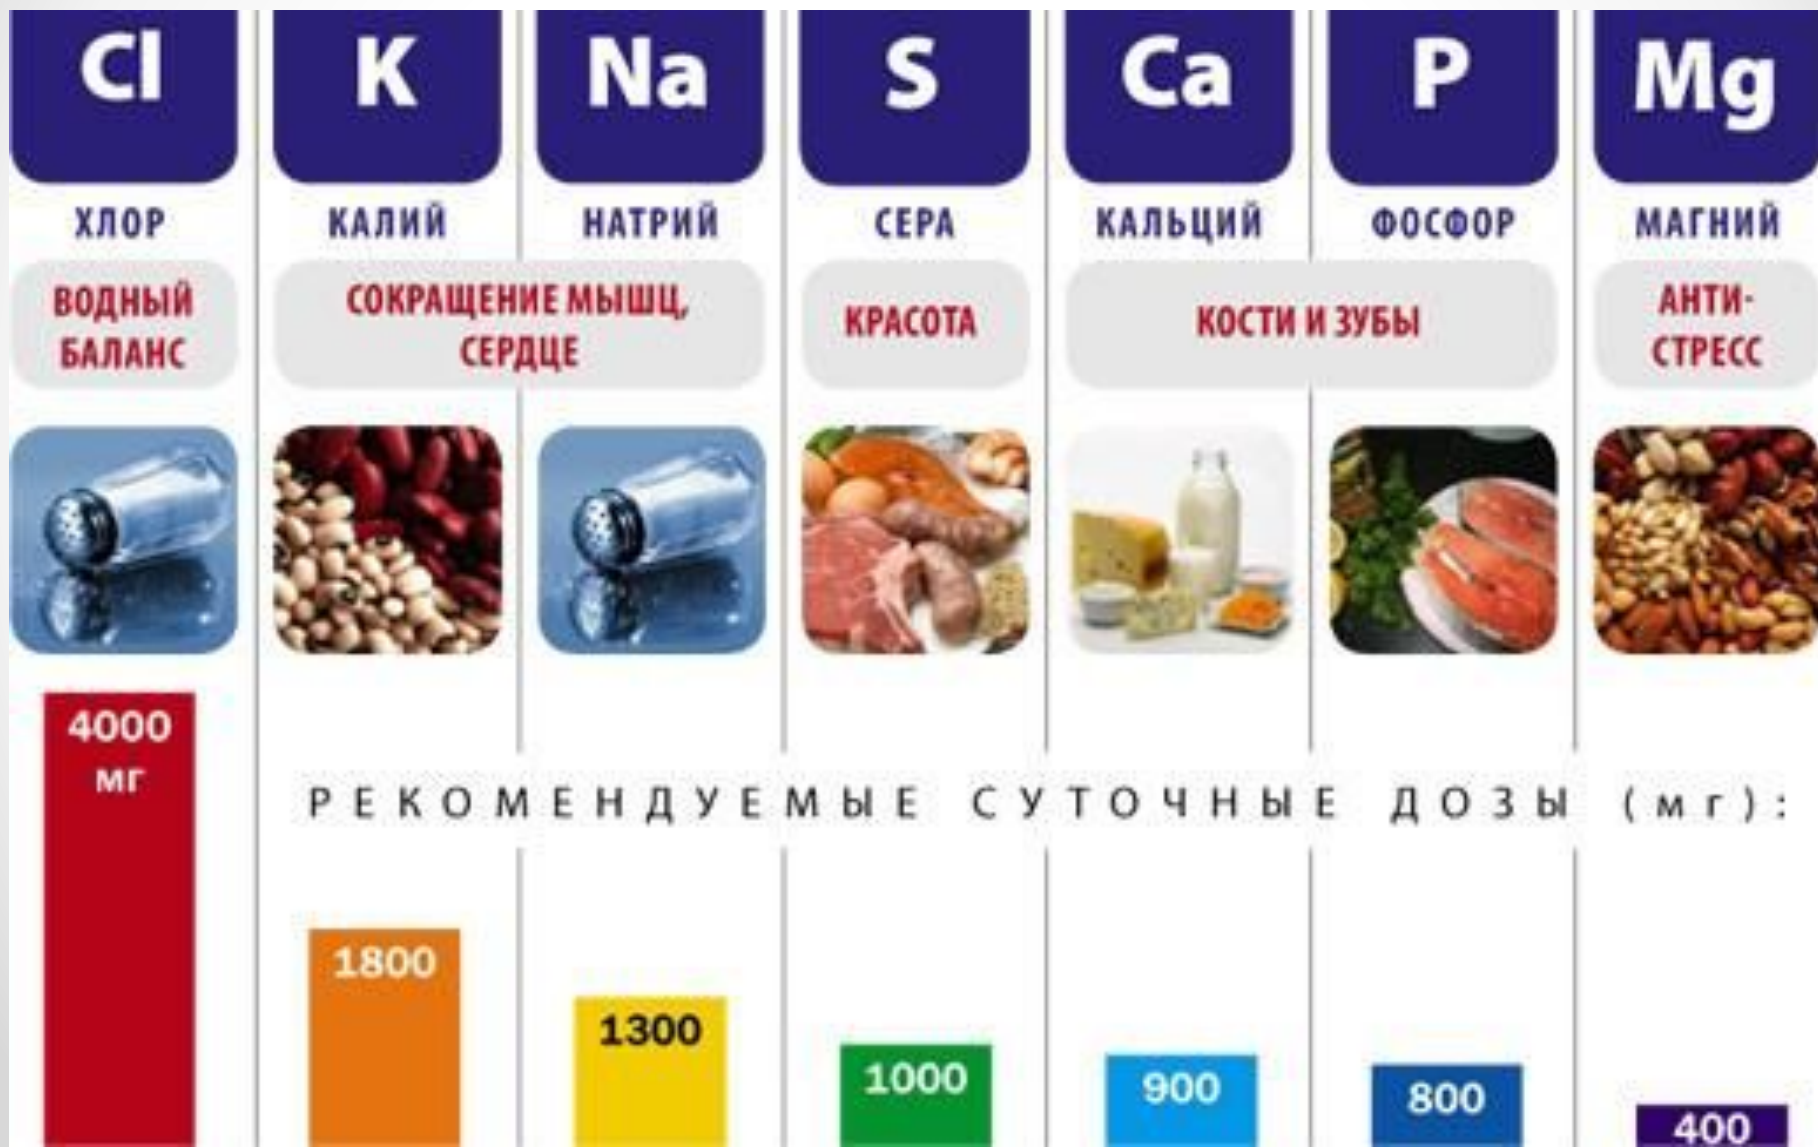 Cl K Na S Ca P Mg
ХЛОР КАЛИЙ НАТРИЙ СЕРА КАЛЬЦИЙ ФОСФОР МАГНИЙ
ВОДНЫЙ
БАЛАНС
СОКРАЩЕНИЕ МЫШЦ,
СЕРДЦЕ
КРАСОТА
КОСТИ И ЗУБЫ
АНТИ-
СТРЕСС
4000
МГ
РЕКОМЕНДУЕМЫЕ СУТОЧНЫЕ ДОЗЫ (мг):
1800
1300
1000
900
800
400